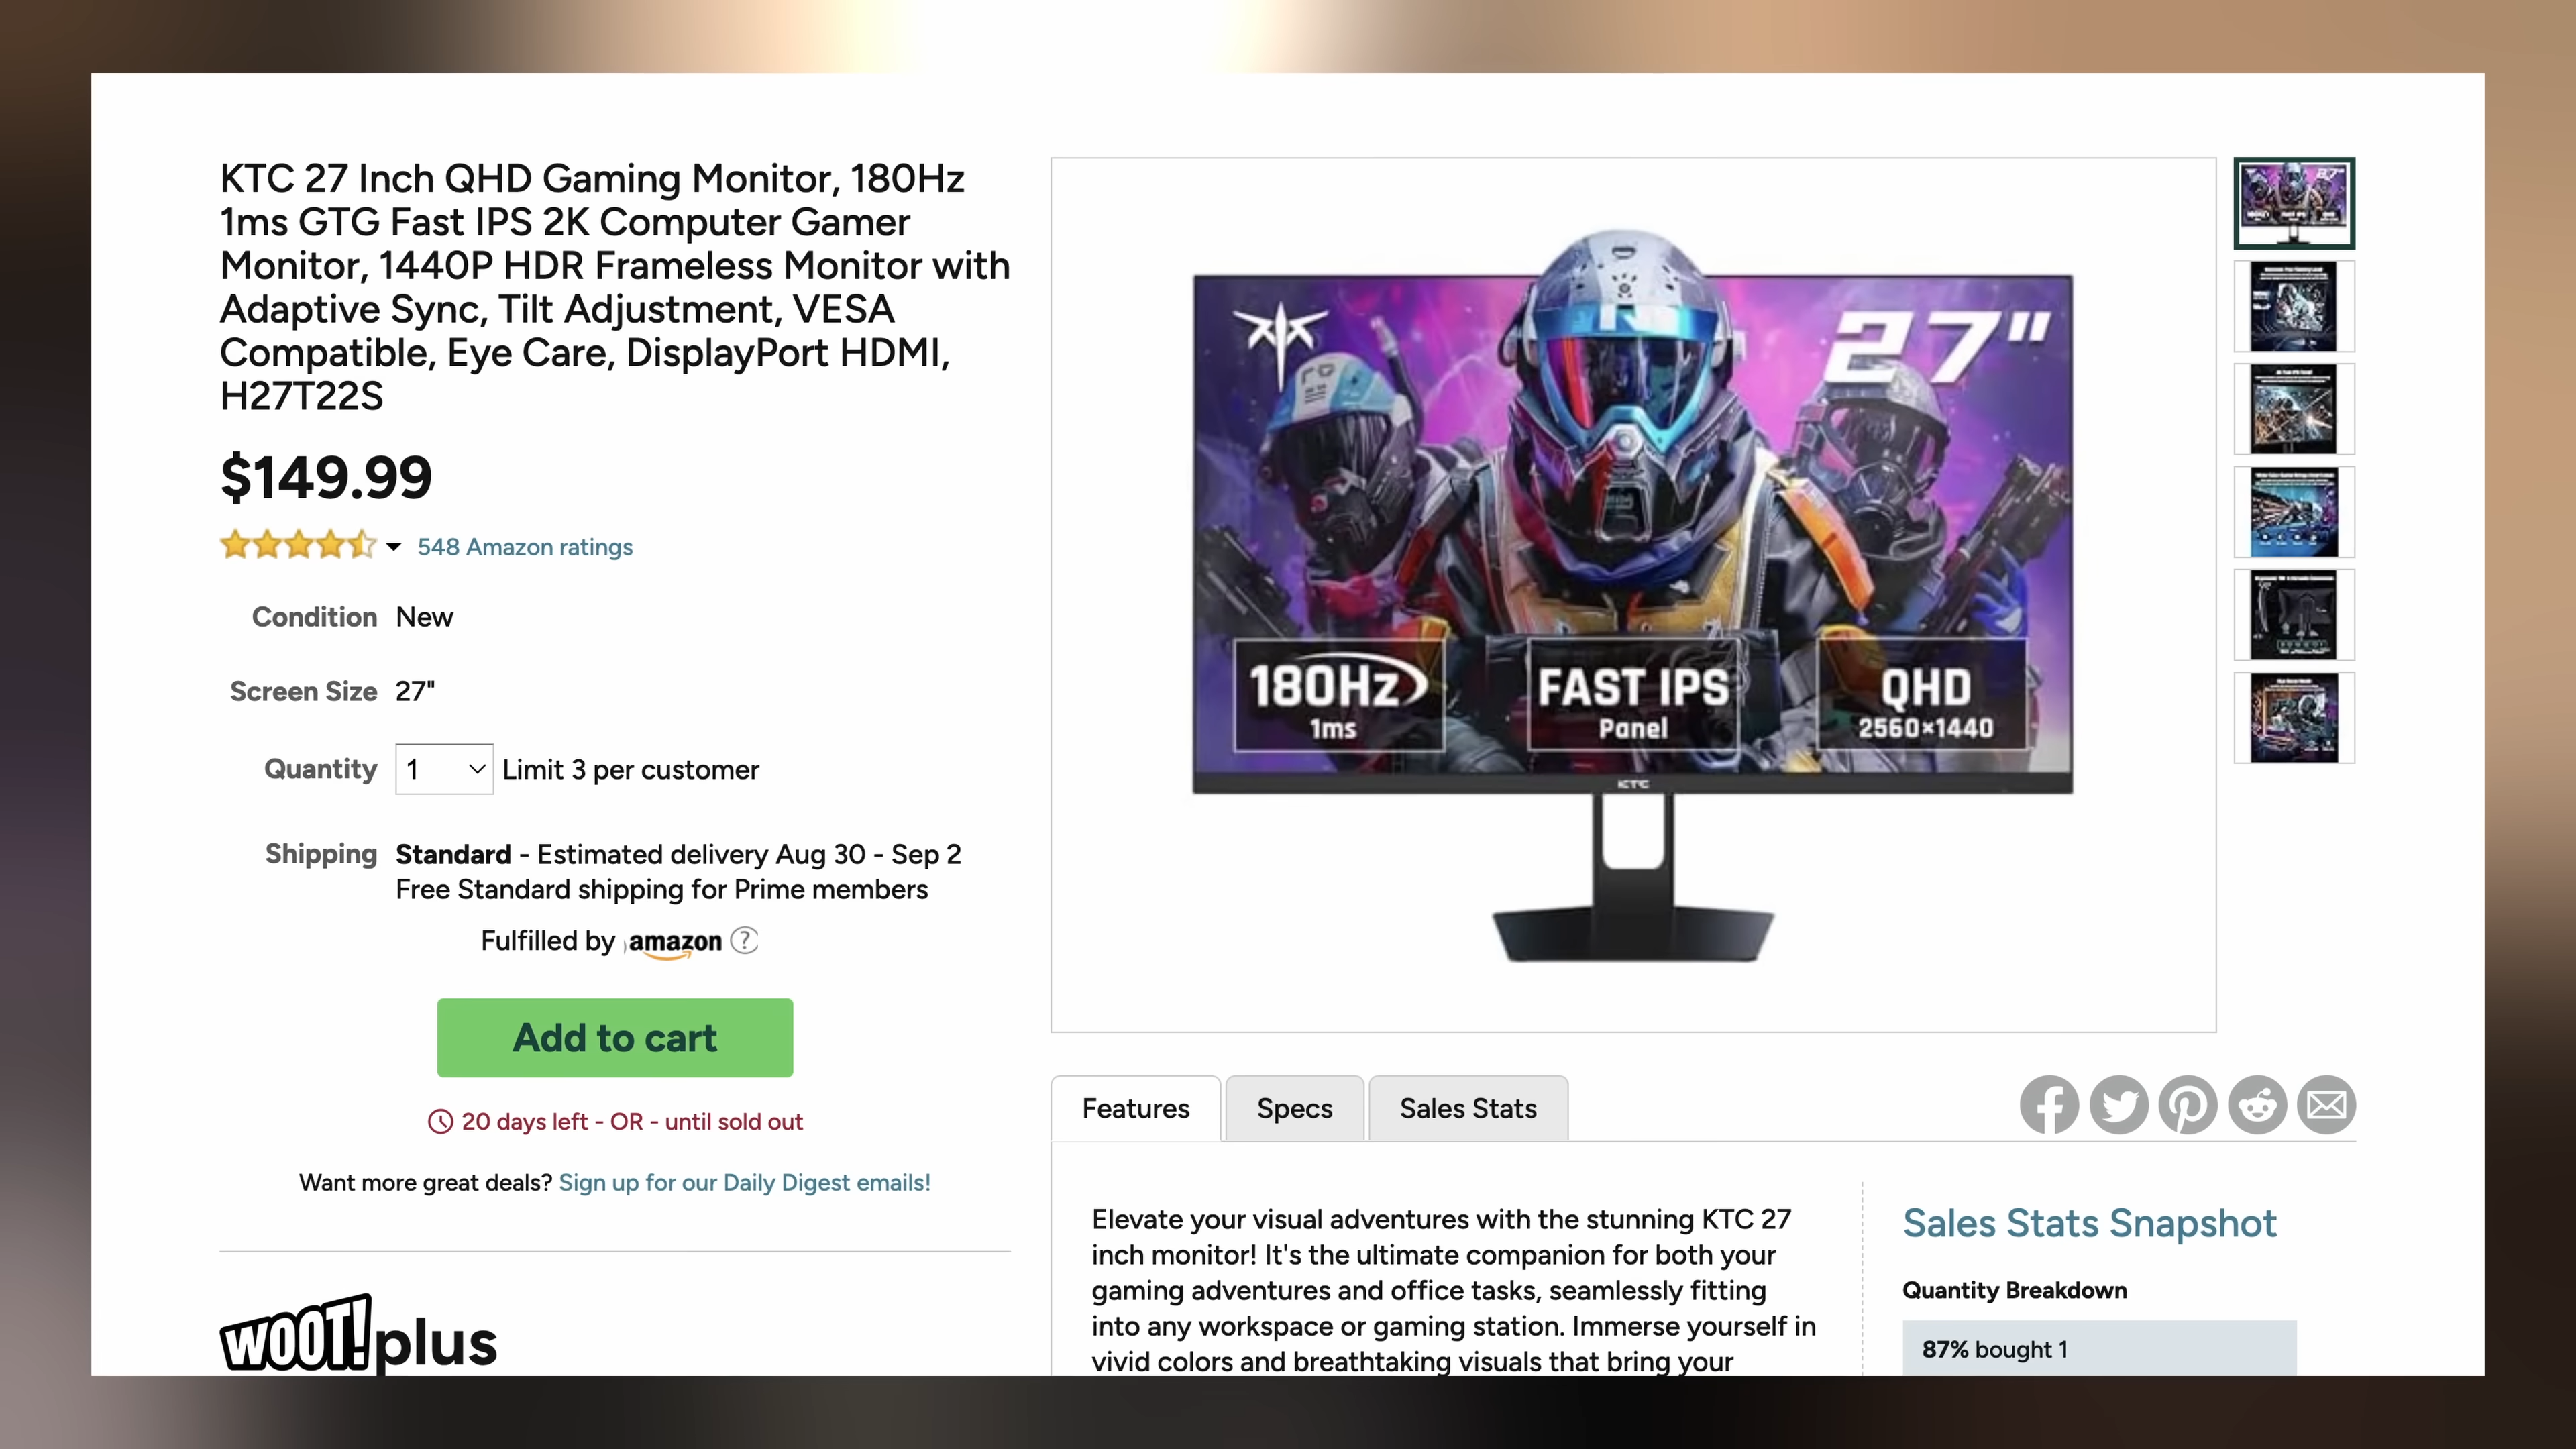 KTC 27 Inch QHD Gaming Monitor, 180Hz
1ms GTG Fast IPS 2K Computer Gamer
Monitor, 1440P HDR Frameless Monitor with
Adaptive Sync, Tilt Adjustment, VESA
Compatible, Eye Care, DisplayPort HDMI,
H27T22S
$149.99
548 Amazon ratings
Condition New
Screen Size 27"
Quantity 1 Limit 3 per customer
Shipping Standard - Estimated delivery Aug 30 - Sep 2
Free Standard shipping for Prime members
Fulfilled by amazon ?
Add to cart
20 days left - OR - until sold out
Want more great deals? Sign up for our Daily Digest emails!
WOOT! plus
27"
180Hz
1ms
FAST IPS
Panel
QHD
2560×1440
KTC
Features
Specs
Sales Stats
Elevate your visual adventures with the stunning KTC 27
inch monitor! It's the ultimate companion for both your
gaming adventures and office tasks, seamlessly fitting
into any workspace or gaming station. Immerse yourself in
vivid colors and breathtaking visuals that bring your
Sales Stats Snapshot
Quantity Breakdown
87% bought 1